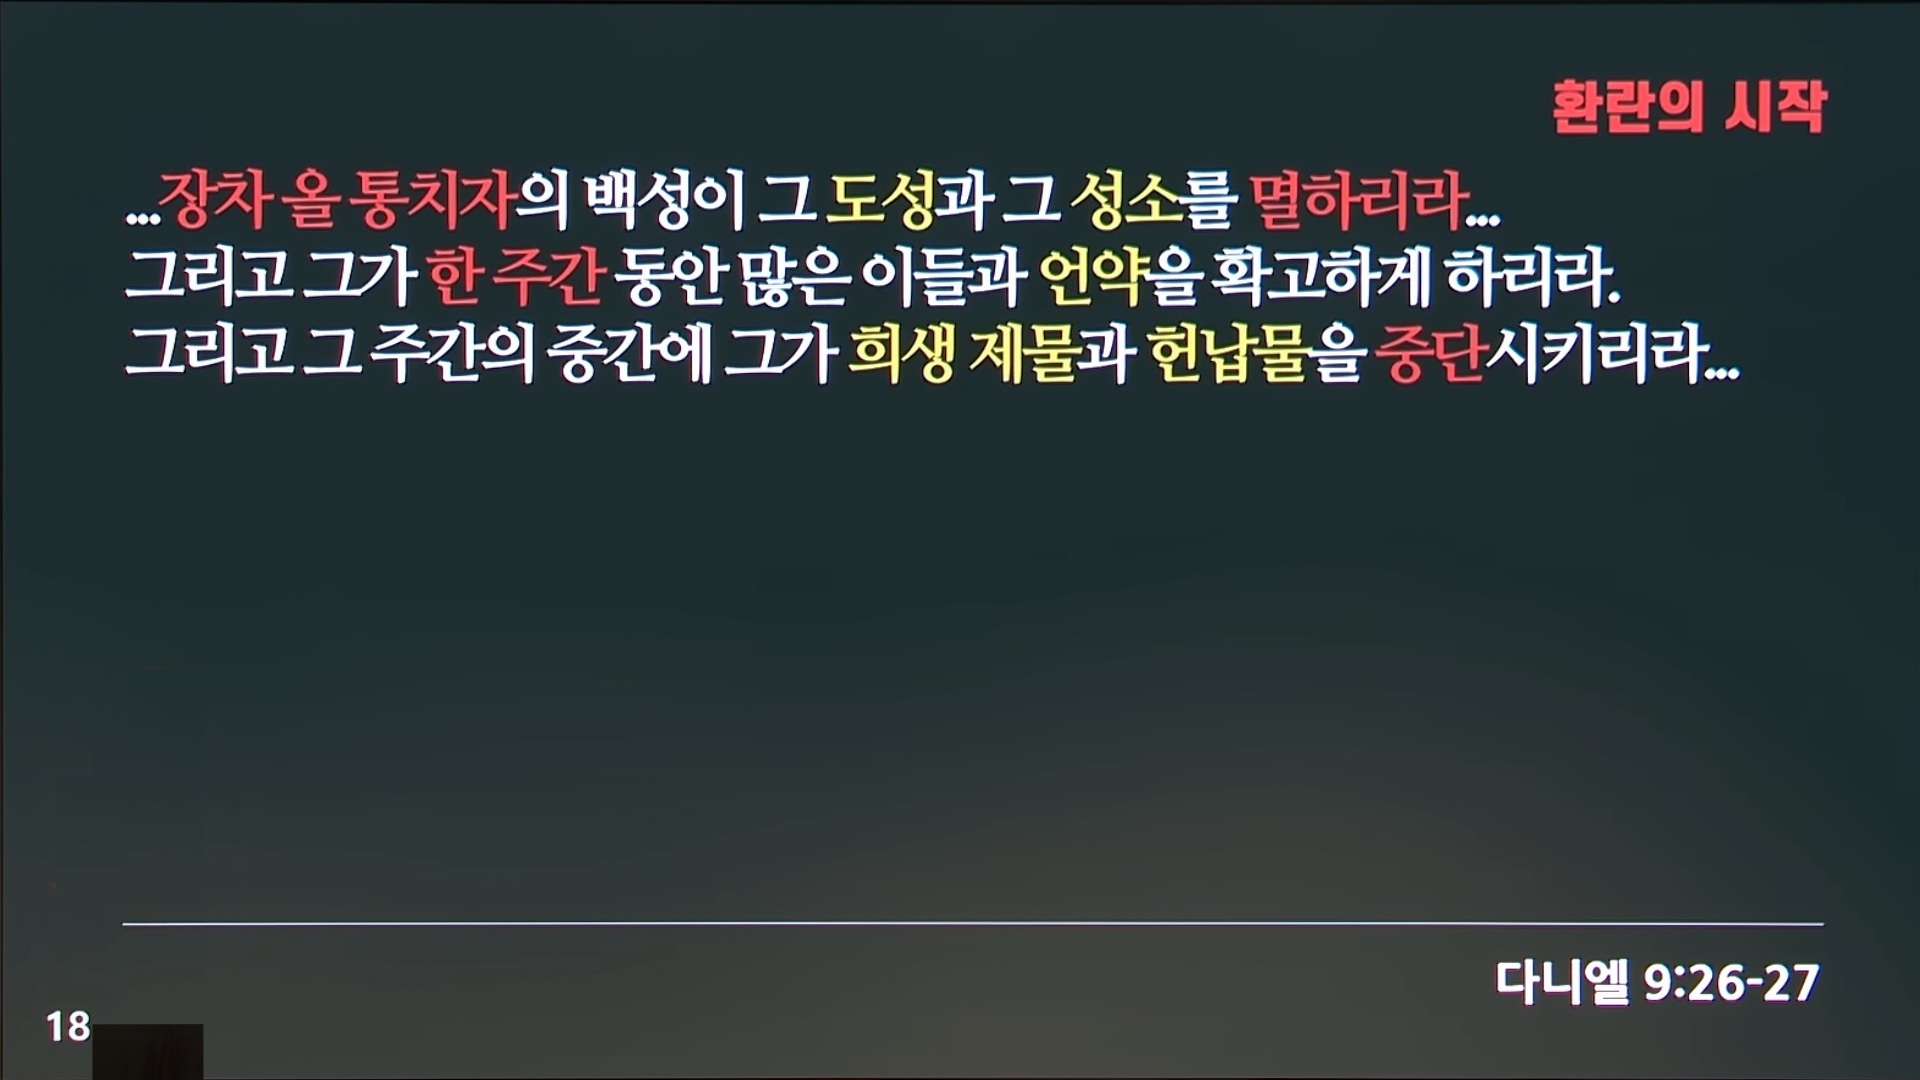 환란의 시작
...장차 올 통치자의 백성이 그 도성과 그 성소를 멸하리라...
그리고 그가 한 주간 동안 많은 이들과 언약을 확고하게 하리라.
그리고 그 주간의 중간에 그가 희생 제물과 헌납물을 중단시키리라...
다니엘 9:26-27
18